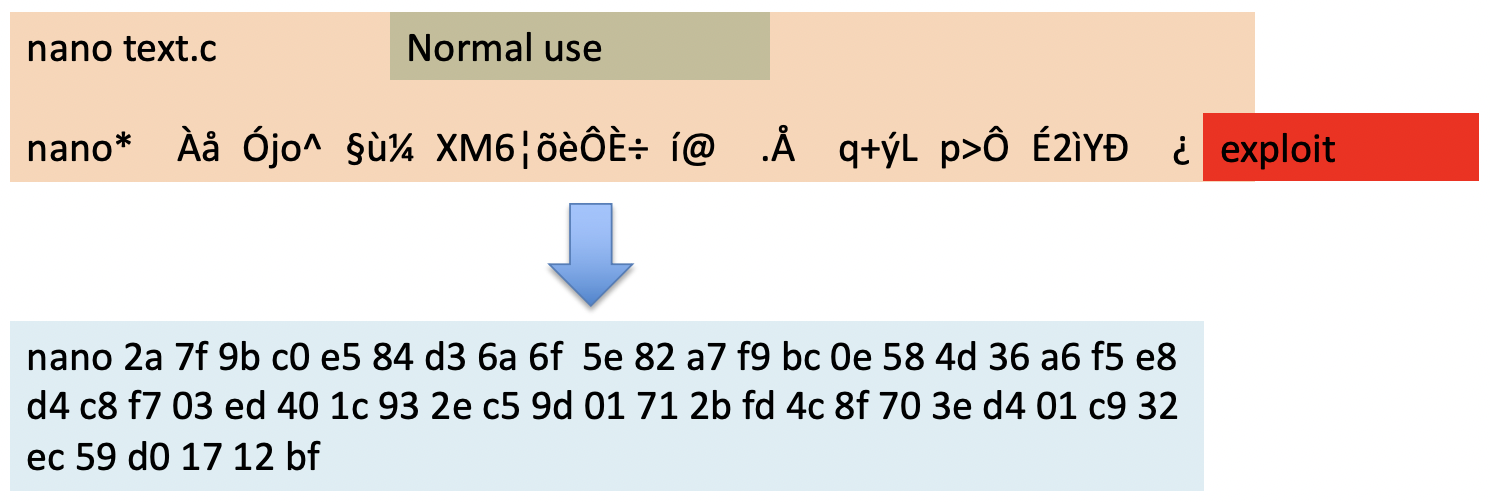 nano text.c Normal use
nano* Àå Ójo^ §ù¼ XM6¦õèÔÈ÷ í@ .Å q+ýL p>Ô É2ìYÐ ¿ exploit
nano 2a 7f 9b c0 e5 84 d3 6a 6f 5e 82 a7 f9 bc 0e 58 4d 36 a6 f5 e8
d4 c8 f7 03 ed 40 1c 93 2e c5 9d 01 71 2b fd 4c 8f 70 3e d4 01 c9 32
ec 59 d0 17 12 bf